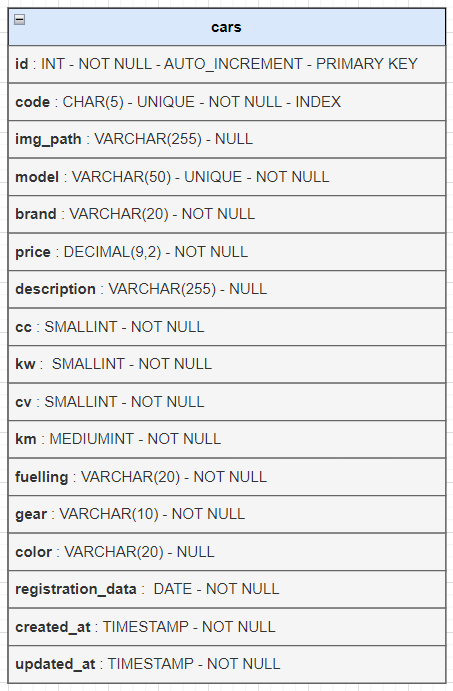 cars
id : INT - NOT NULL - AUTO_INCREMENT - PRIMARY KEY
code : CHAR(5) - UNIQUE - NOT NULL - INDEX
img_path : VARCHAR(255) - NULL
model : VARCHAR(50) - UNIQUE - NOT NULL
brand : VARCHAR(20) - NOT NULL
price : DECIMAL(9,2) - NOT NULL
description : VARCHAR(255) - NULL
cc : SMALLINT - NOT NULL
kw :  SMALLINT - NOT NULL
cv : SMALLINT - NOT NULL
km : MEDIUMINT - NOT NULL
fuelling : VARCHAR(20) - NOT NULL
gear : VARCHAR(10) - NOT NULL
color : VARCHAR(20) - NULL
registration_data :  DATE - NOT NULL
created_at : TIMESTAMP - NOT NULL
updated_at : TIMESTAMP - NOT NULL